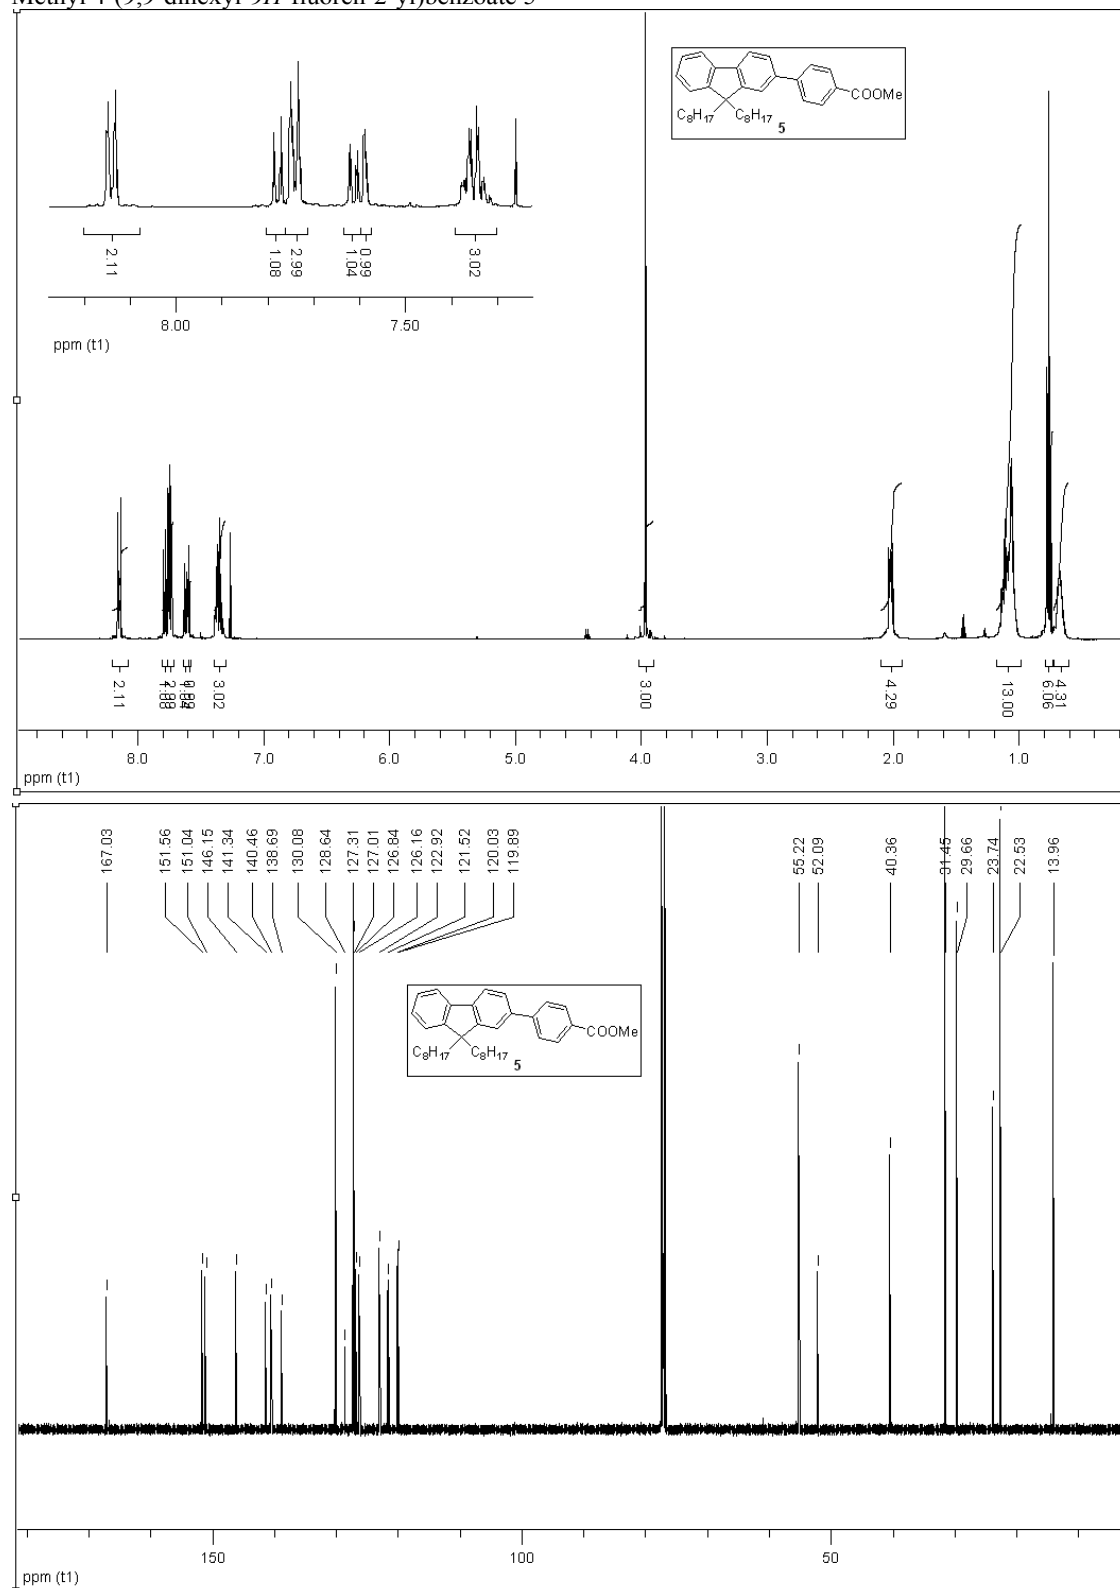 Methyl 4-(9,9-dihexyl-9H-fluoren-2-yl)benzoate 5
C8H17 C8H17 COOMe
5
2.11 1.08 2.99 1.04 0.99 3.02
8.00 7.50
ppm (t1)
2.11 3.02 3.00 4.29 13.00 6.06 4.31
8.0 7.0 6.0 5.0 4.0 3.0 2.0 1.0
ppm (t1)
167.03 151.56 151.04 146.15 141.34 140.46 138.69 130.08 128.64 127.31 127.01 126.84 126.16 122.92 121.52 120.03 119.89 55.22 52.09 40.36 31.45 29.66 23.74 22.53 13.96
C8H17 C8H17 COOMe
5
150 100 50
ppm (t1)